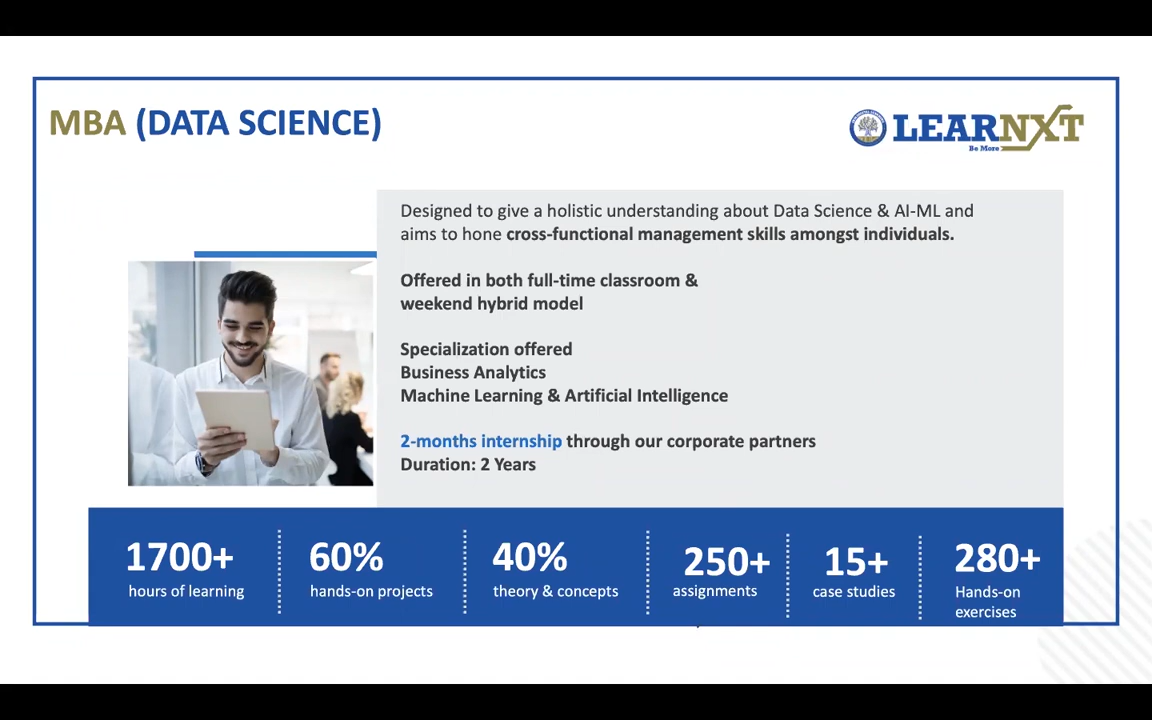 MBA (DATA SCIENCE)
LEARNXT
Be More
Designed to give a holistic understanding about Data Science & AI-ML and
aims to hone cross-functional management skills amongst individuals.
Offered in both full-time classroom &
weekend hybrid model
Specialization offered
Business Analytics
Machine Learning & Artificial Intelligence
2-months internship through our corporate partners
Duration: 2 Years
1700+
hours of learning
60%
hands-on projects
40%
theory & concepts
250+
assignments
15+
case studies
280+
Hands-on
exercises